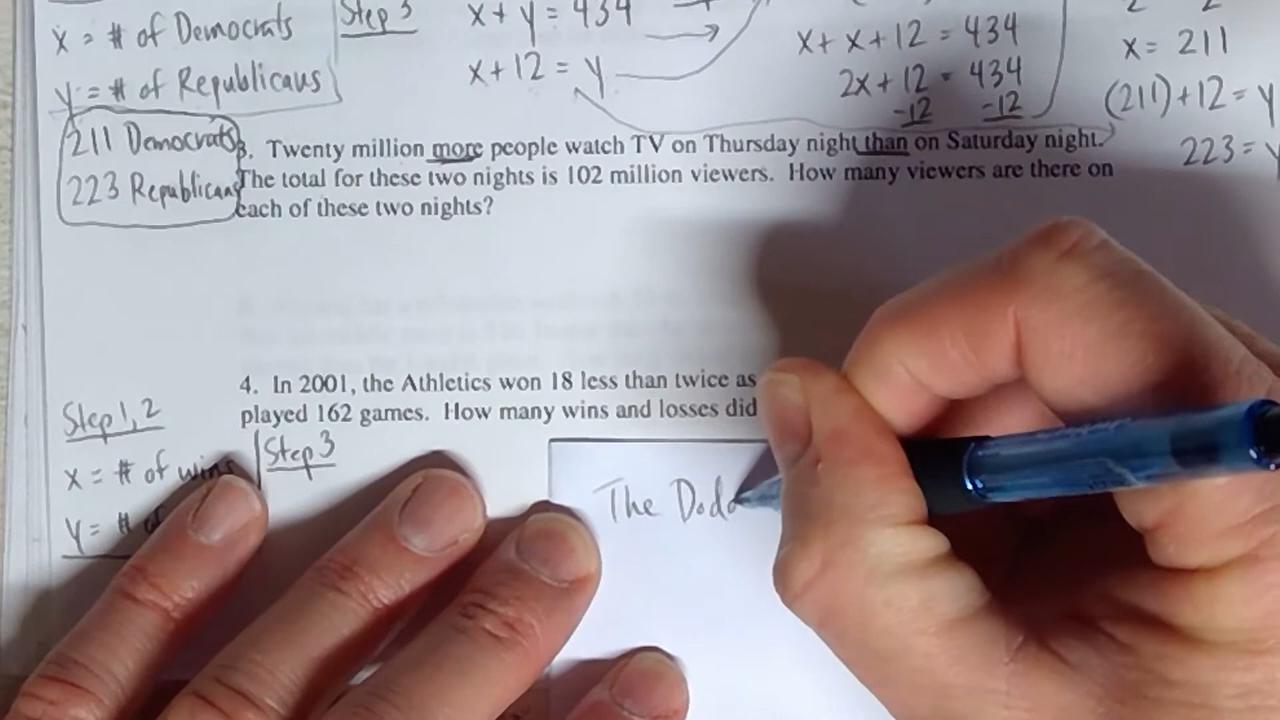 x = # of Democrats
y = # of Republicans
Step 3
x + y = 434
x + 12 = y
x + x + 12 = 434
2x + 12 = 434
-12 -12
2 2
x = 211
(211) + 12 = y
223 = y
211 Democrats
223 Republicans
3. Twenty million more people watch TV on Thursday night than on Saturday night.
The total for these two nights is 102 million viewers. How many viewers are there on
each of these two nights?
4. In 2001, the Athletics won 18 less than twice as
played 162 games. How many wins and losses did
Step 1,2
x = # of wins
y = # of
Step 3
The Dod